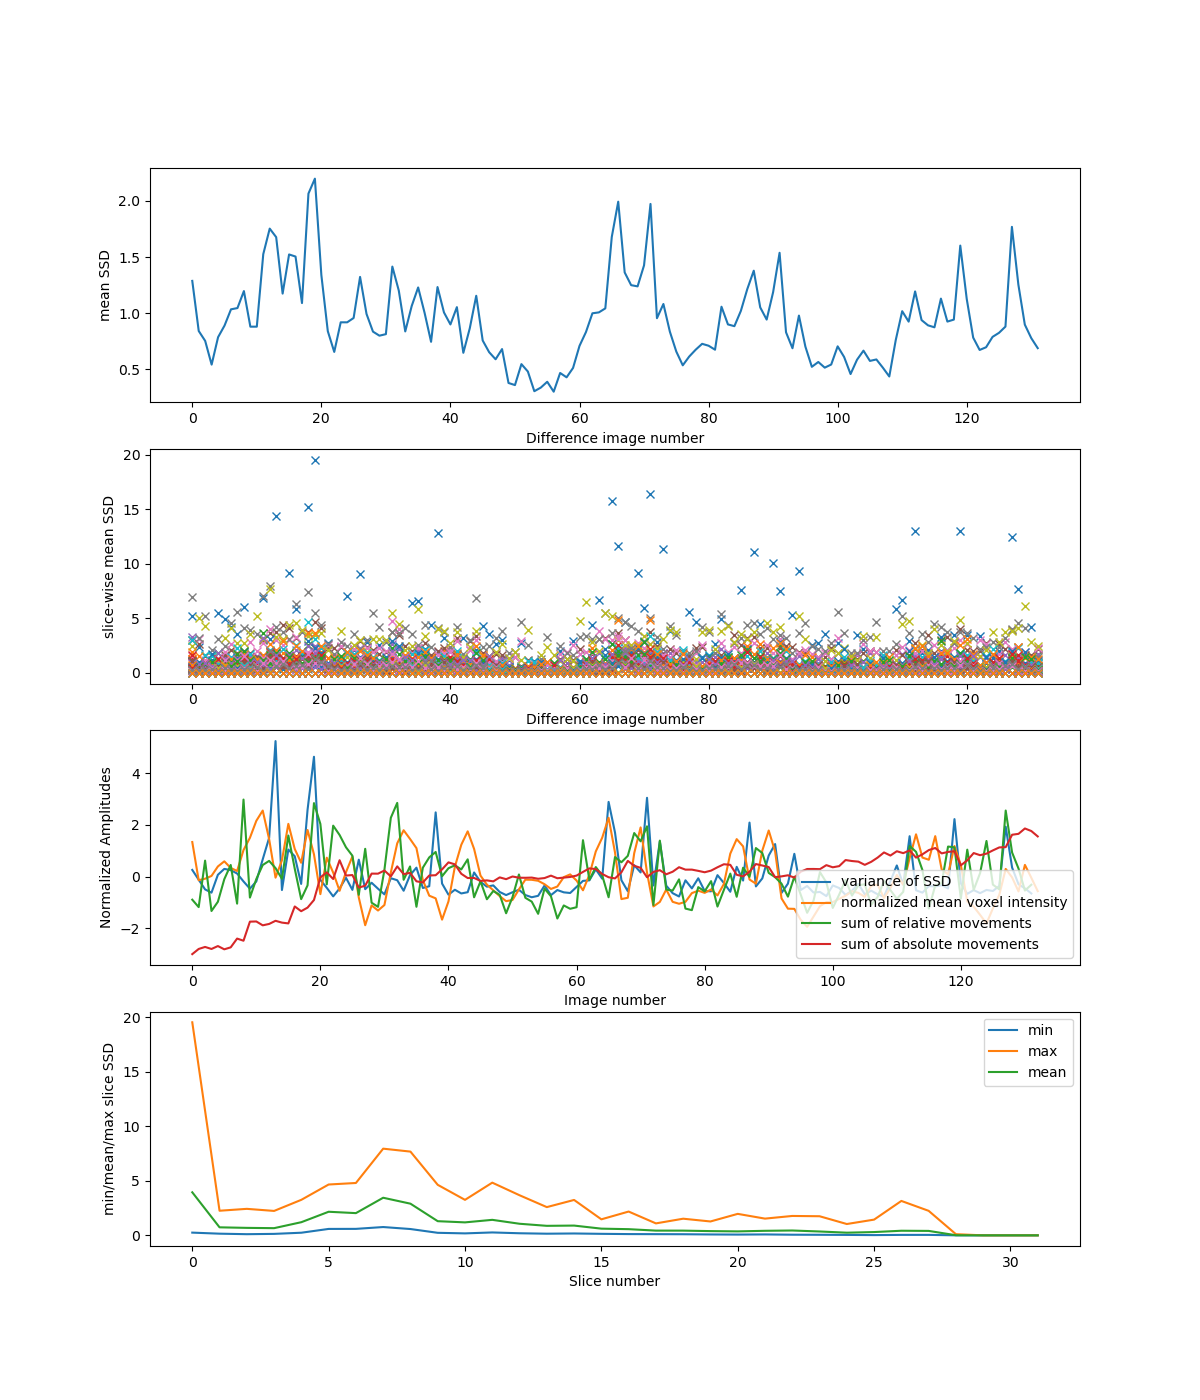 mean SSD
2.0
1.5
1.0
0.5
0 20 40 60 80 100 120
Difference image number
slice-wise mean SSD
20
15
10
5
0
0 20 40 60 80 100 120
Difference image number
Normalized Amplitudes
4
2
0
−2
variance of SSD
normalized mean voxel intensity
sum of relative movements
sum of absolute movements
0 20 40 60 80 100 120
Image number
min/mean/max slice SSD
20
15
10
5
0
min
max
mean
0 5 10 15 20 25 30
Slice number